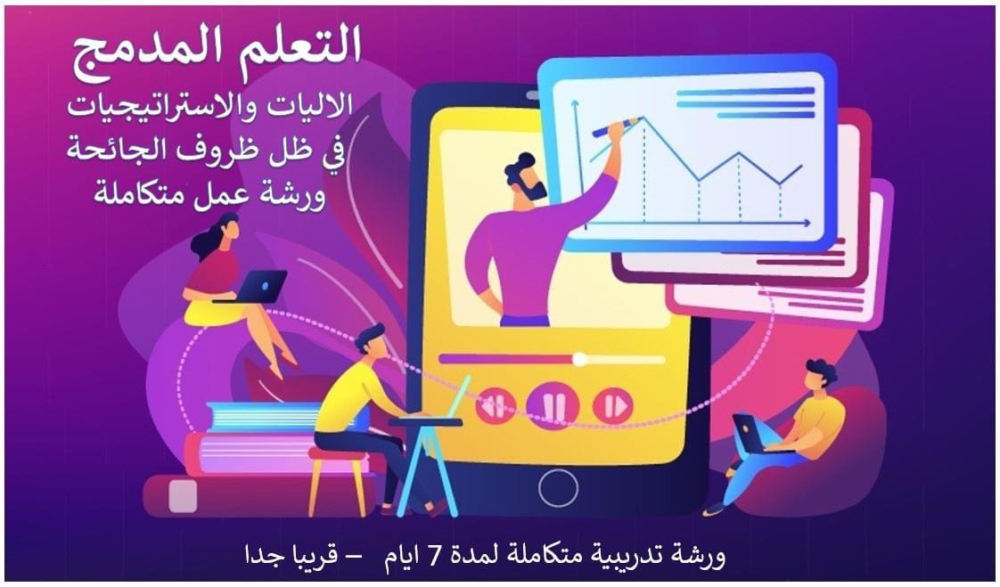 التعلم المدمج
الاليات والاستراتيجيات
في ظل ظروف الجائحة
ورشة عمل متكاملة
ورشة تدريبية متكاملة لمدة 7 ايام – قريبا جدا